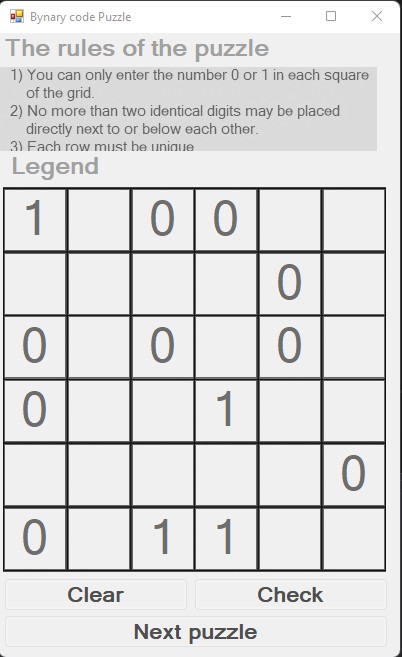 Bynary code Puzzle
The rules of the puzzle
1) You can only enter the number 0 or 1 in each square
of the grid.
2) No more than two identical digits may be placed
directly next to or below each other.
3) Each row must be unique
Legend
1 0 0
0
0 0 0
0 1
0
0 1 1
Clear Check
Next puzzle